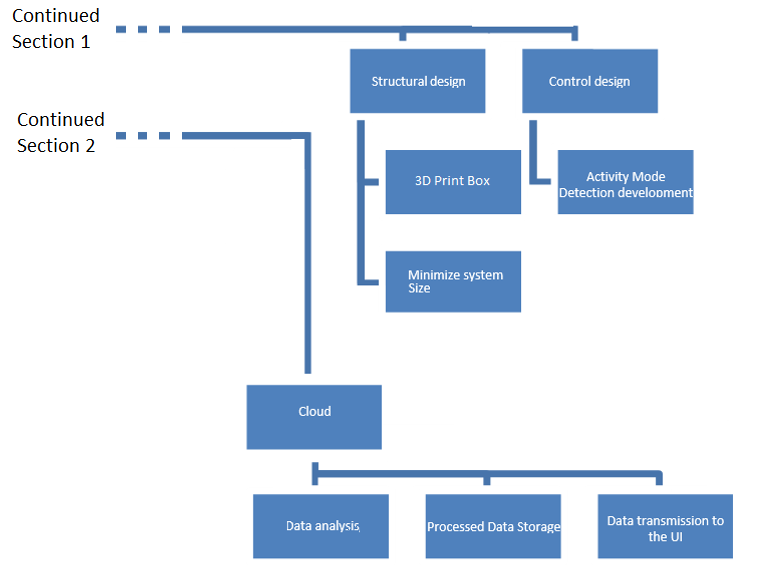 Continued
Section 1
Structural design
Control design
Continued
Section 2
3D Print Box
Activity Mode
Detection development
Minimize system
Size
Cloud
Data analysis,
Processed Data Storage
Data transmission to
the UI